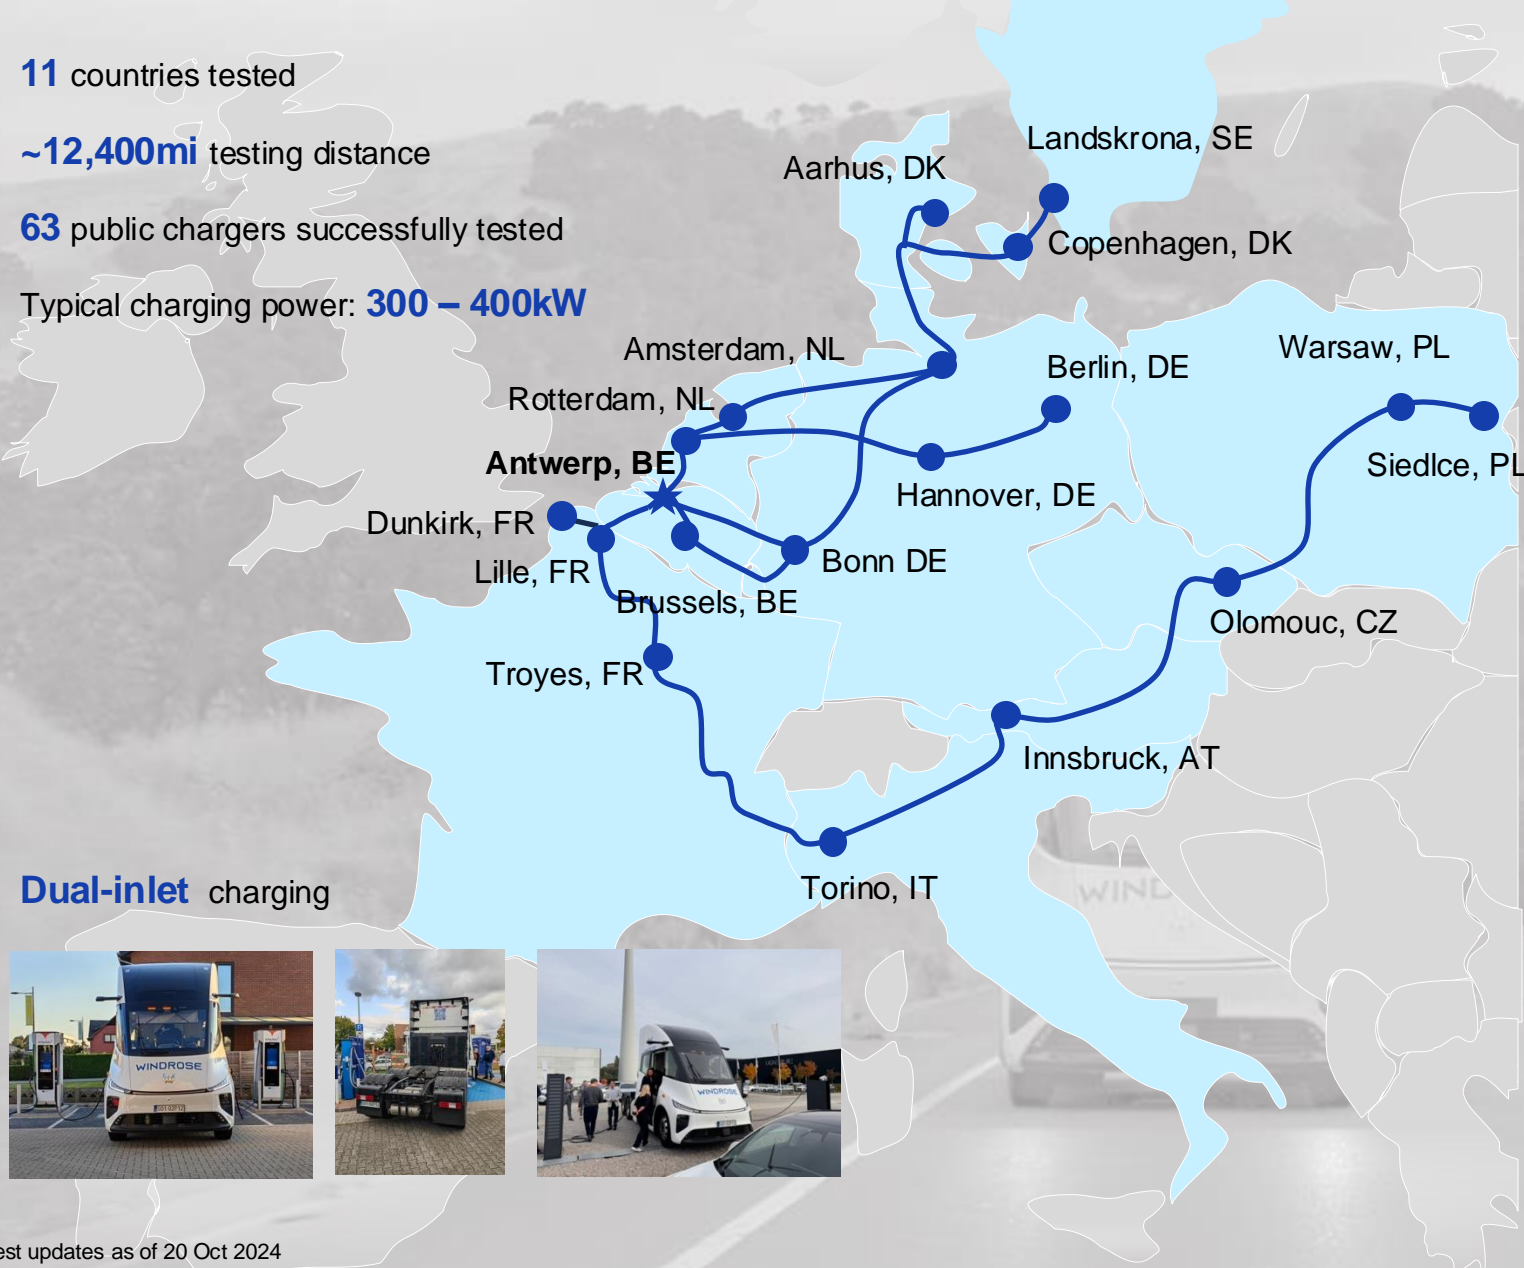 11 countries tested
~12,400mi testing distance
63 public chargers successfully tested
Typical charging power: 300 – 400kW
Landskrona, SE
Aarhus, DK
Copenhagen, DK
Amsterdam, NL
Warsaw, PL
Berlin, DE
Rotterdam, NL
Antwerp, BE
Siedlce, PL
Hannover, DE
Dunkirk, FR
Bonn DE
Lille, FR
Brussels, BE
Olomouc, CZ
Troyes, FR
Innsbruck, AT
Torino, IT
Dual-inlet charging
WIND
WINDROSE
WINDROSE
est updates as of 20 Oct 2024